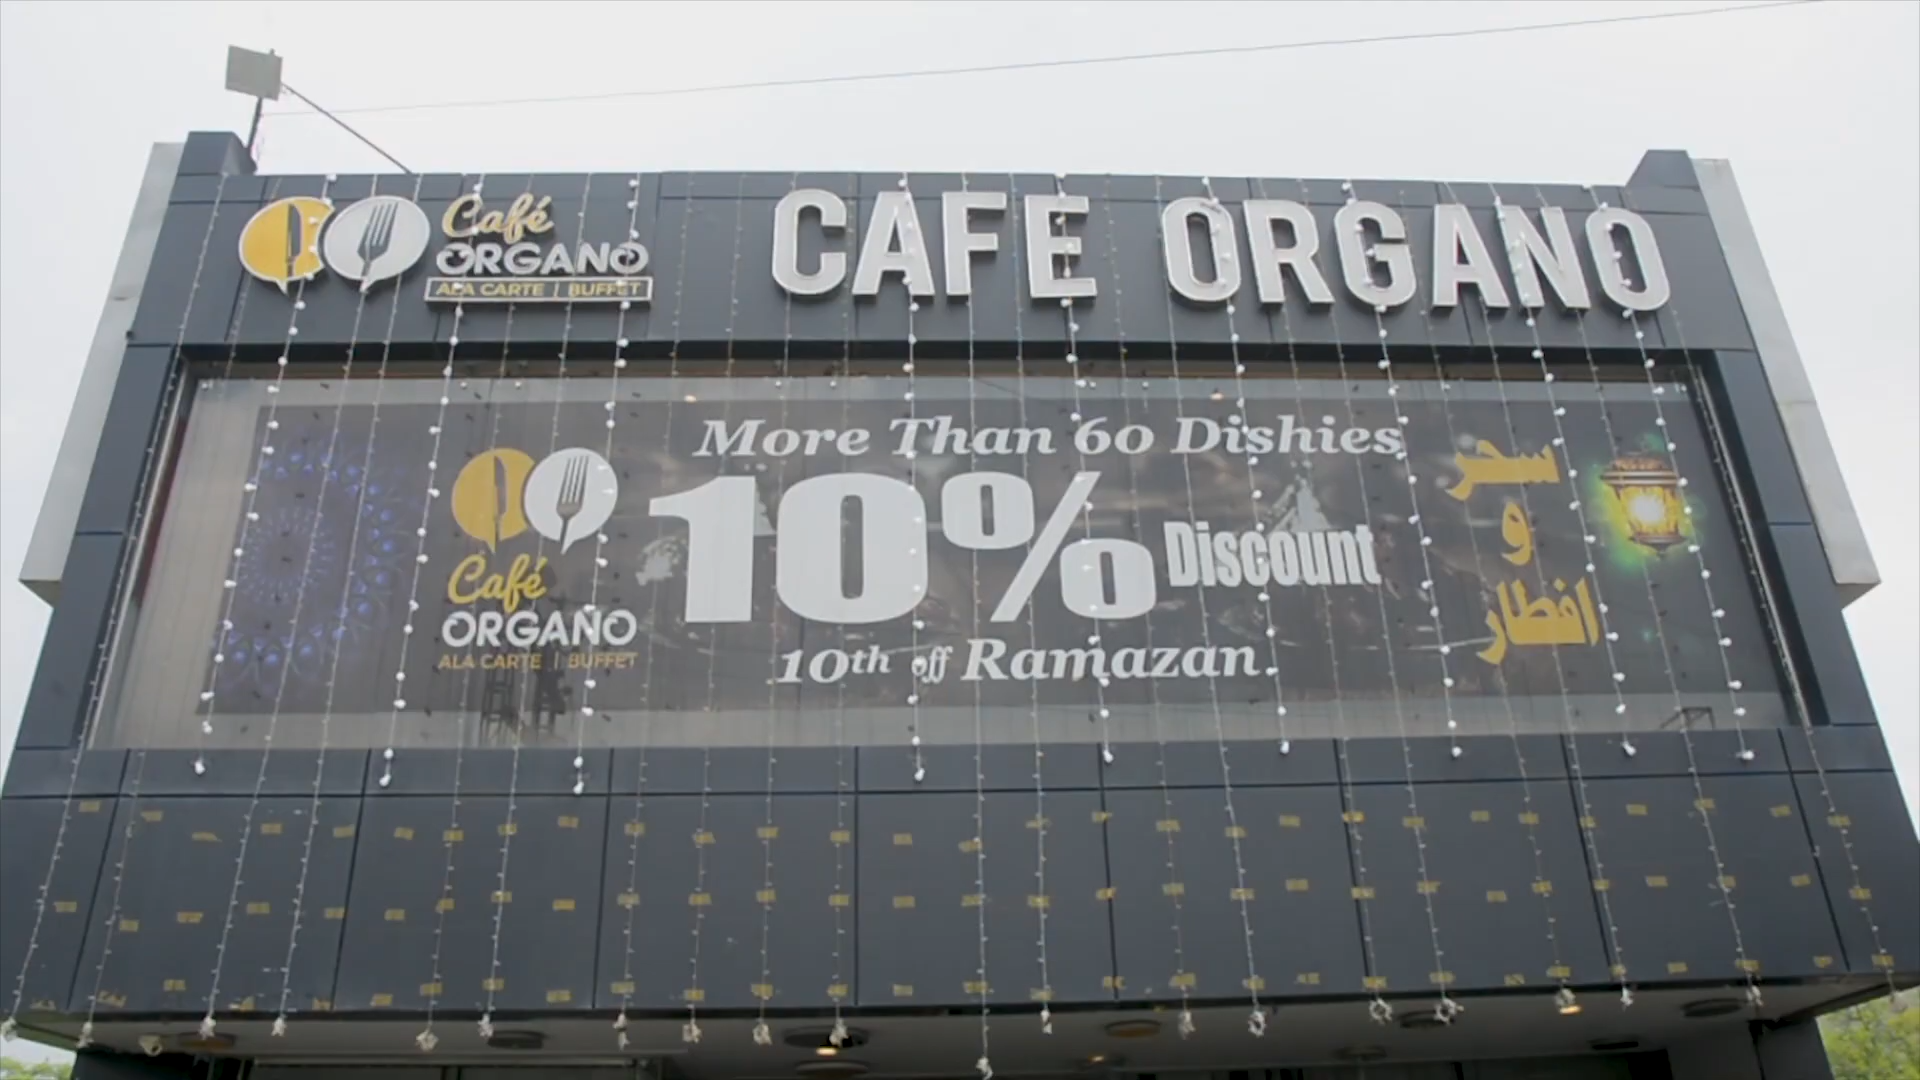 Café
ORGANO
ALA CARTE | BUFFET
CAFE ORGANO
More Than 60 Dishies
10% Discount
10th off Ramazan
Café
ORGANO
ALA CARTE | BUFFET
سحر
و
افطار